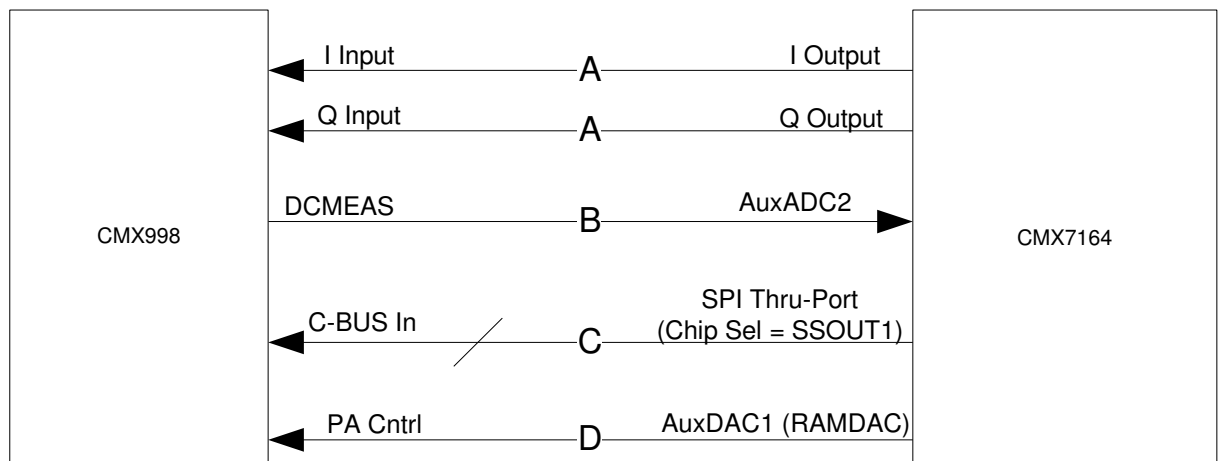 I Input A I Output
Q Input A Q Output
DCMEAS B AuxADC2
CMX998 CMX7164
SPI Thru-Port
C-BUS In C (Chip Sel = SSOUT1)
PA Cntrl D AuxDAC1 (RAMDAC)